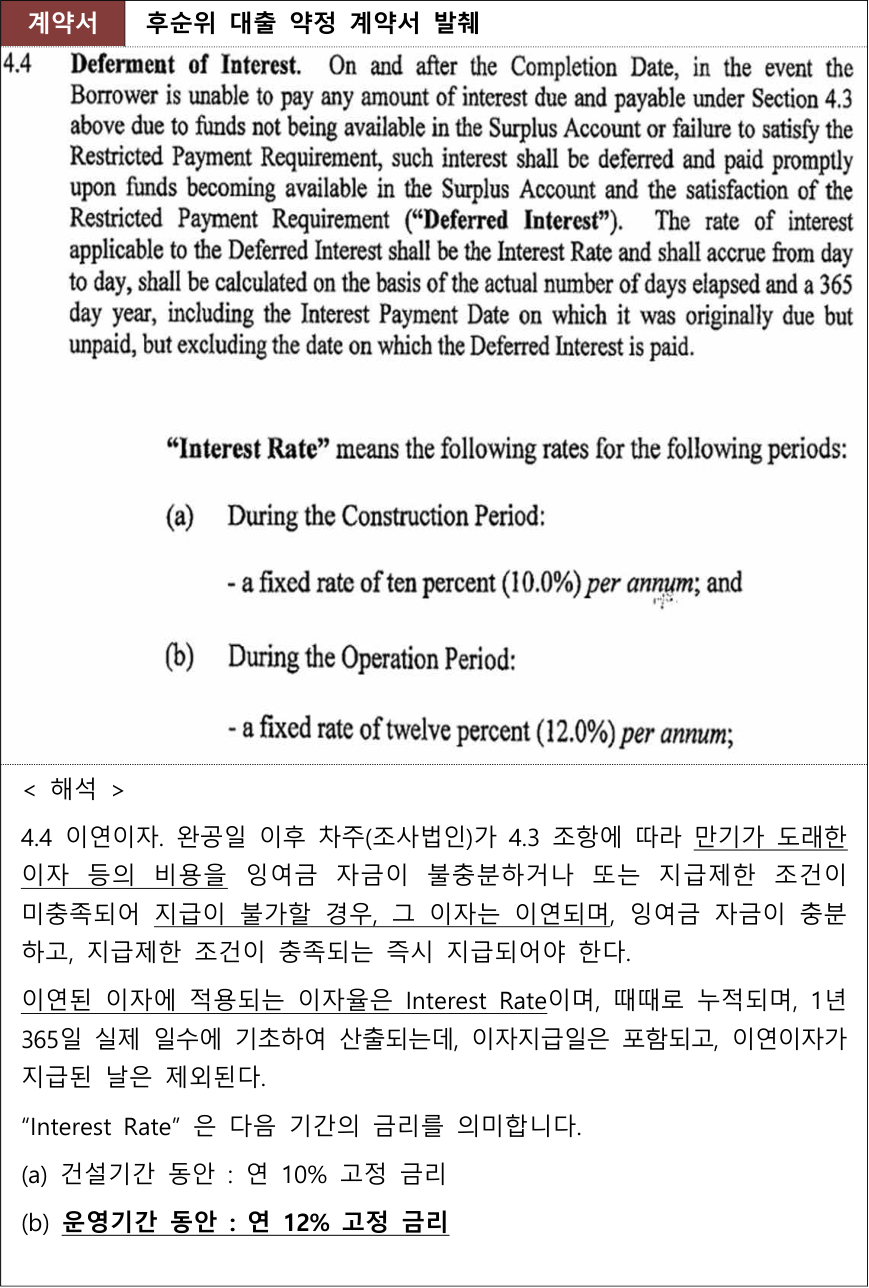 계약서 후순위 대출 약정 계약서 발췌
4.4 Deferment of Interest. On and after the Completion Date, in the event the
Borrower is unable to pay any amount of interest due and payable under Section 4.3
above due to funds not being available in the Surplus Account or failure to satisfy the
Restricted Payment Requirement, such interest shall be deferred and paid promptly
upon funds becoming available in the Surplus Account and the satisfaction of the
Restricted Payment Requirement (“Deferred Interest”). The rate of interest
applicable to the Deferred Interest shall be the Interest Rate and shall accrue from day
to day, shall be calculated on the basis of the actual number of days elapsed and a 365
day year, including the Interest Payment Date on which it was originally due but
unpaid, but excluding the date on which the Deferred Interest is paid.
“Interest Rate” means the following rates for the following periods:
(a) During the Construction Period:
- a fixed rate of ten percent (10.0%) per annum; and
(b) During the Operation Period:
- a fixed rate of twelve percent (12.0%) per annum;
< 해석 >
4.4 이연이자. 완공일 이후 차주(조사법인)가 4.3 조항에 따라 만기가 도래한
이자 등의 비용을 잉여금 자금이 불충분하거나 또는 지급제한 조건이
미충족되어 지급이 불가할 경우, 그 이자는 이연되며, 잉여금 자금이 충분
하고, 지급제한 조건이 충족되는 즉시 지급되어야 한다.
이연된 이자에 적용되는 이자율은 Interest Rate이며, 때때로 누적되며, 1년
365일 실제 일수에 기초하여 산출되는데, 이자지급일은 포함되고, 이연이자가
지급된 날은 제외된다.
“Interest Rate” 은 다음 기간의 금리를 의미합니다.
(a) 건설기간 동안 : 연 10% 고정 금리
(b) 운영기간 동안 : 연 12% 고정 금리